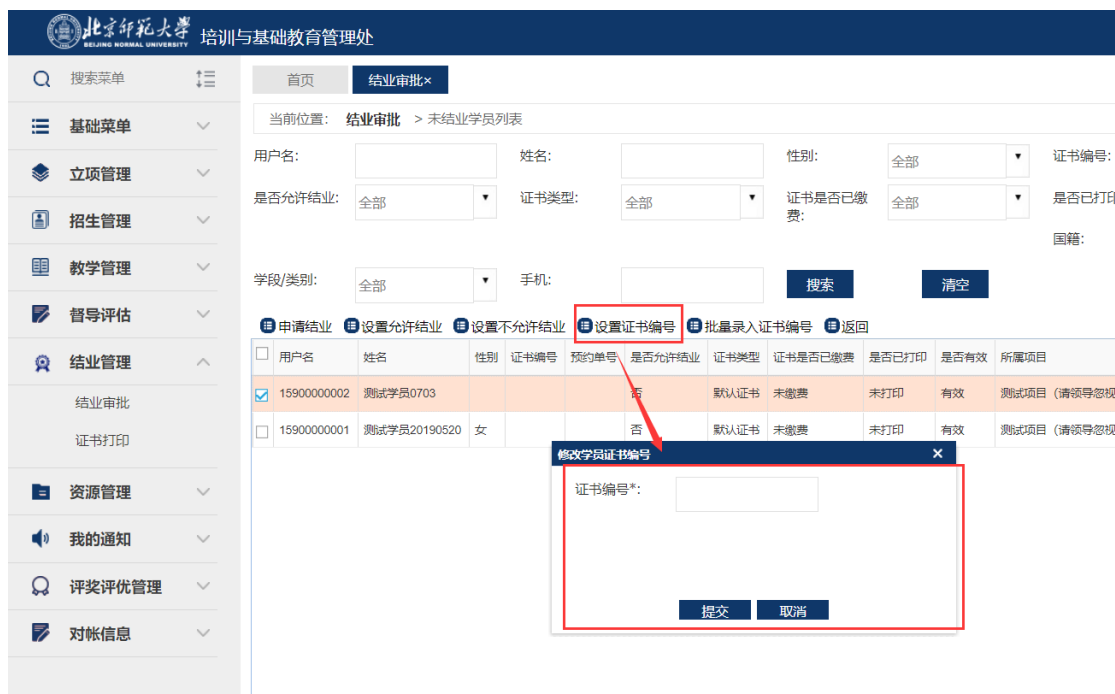 北京师范大学
BEIJING NORMAL UNIVERSITY
培训与基础教育管理处
搜索菜单
首页
结业审批×
当前位置： 结业审批 > 未结业学员列表
基础菜单
立项管理
招生管理
教学管理
督导评估
结业管理
结业审批
证书打印
资源管理
我的通知
评奖评优管理
对帐信息
用户名:
姓名:
性别: 全部
证书编号:
是否允许结业: 全部
证书类型: 全部
证书是否已缴费: 全部
是否已打印
国籍:
学段/类别: 全部
手机:
搜索
清空
申请结业 设置允许结业 设置不允许结业 设置证书编号 批量录入证书编号 返回
用户名 姓名 性别 证书编号 预约单号 是否允许结业 证书类型 证书是否已缴费 是否已打印 是否有效 所属项目
15900000002 测试学员0703 否 默认证书 未缴费 未打印 有效 测试项目（请领导忽视
15900000001 测试学员20190520 女 否 默认证书 未缴费 未打印 有效 测试项目（请领导忽视
修改学员证书编号 ×
证书编号*:
提交 取消